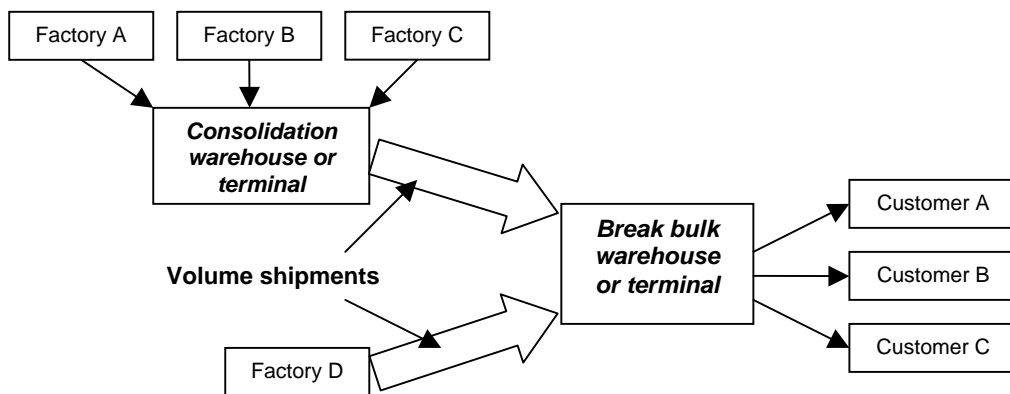 Factory A
Factory B
Factory C
Consolidation
warehouse or
terminal
Customer A
Break bulk
warehouse
or terminal
Volume shipments
Customer B
Customer C
Factory D